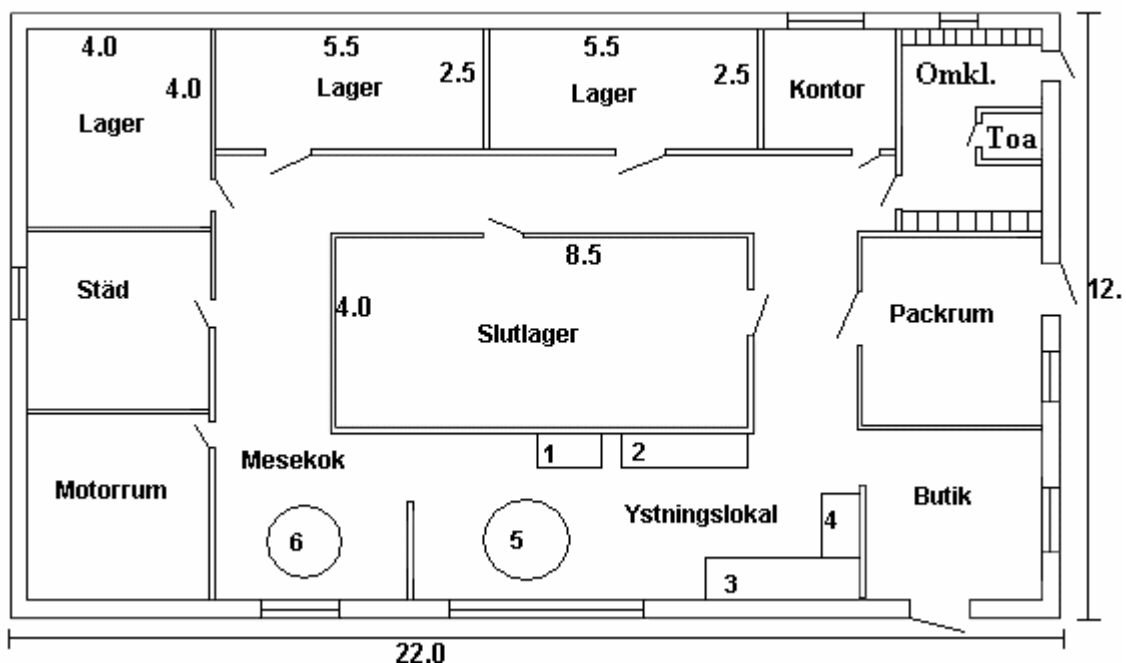 4.0
5.5
5.5
4.0
Lager
Lager
2.5
Lager
2.5
Kontor
Omkl.
Toa
Städ
8.5
4.0
Slutlager
Packrum
12.
Mesekok
1
2
Motorrum
6
5
Ystningslokal
4
3
Butik
22.0